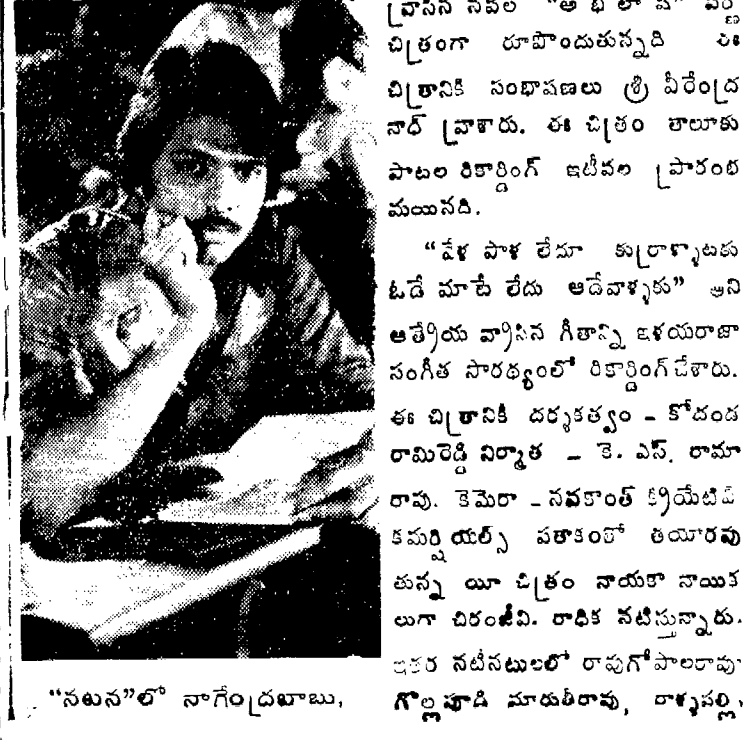 వ్రాసిన నవల "అభిలాష" వర్ణ
చిత్రంగా రూపొందుతున్నది ఈ
చిత్రానికి సంభాషణలు శ్రీ వీరేంద్ర
నాథ్ వ్రాశారు. ఈ చిత్రం తాలూకు
పాటల రికార్డింగ్ ఇటీవల ప్రారంభ
మయినది.
"వేళ పాళ లేదూ కుర్రాళ్ళాటకు
ఓడే మాటే లేదు ఆడేవాళ్ళకు" అని
ఆత్రేయ వ్రాసిన గీతాన్ని ఇళయరాజా
సంగీత సారథ్యంలో రికార్డింగ్‌చేశారు.
ఈ చిత్రానికి దర్శకత్వం - కోదండ
రామిరెడ్డి నిర్మాత - కె. ఎస్. రామా
రావు. కెమెరా - నవకాంత్ క్రియేటివ్
కమర్షియల్స్ పతాకంతో తయారవు
తున్న యీ చిత్రం నాయకా నాయిక
లుగా చిరంజీవి. రాధిక నటిస్తున్నారు.
ఇతర నటీనటులలో రావుగోపాలరావు
గొల్లపూడి మారుతీరావు, రాళ్ళపల్లి,
నాగేంద్రబాబు,